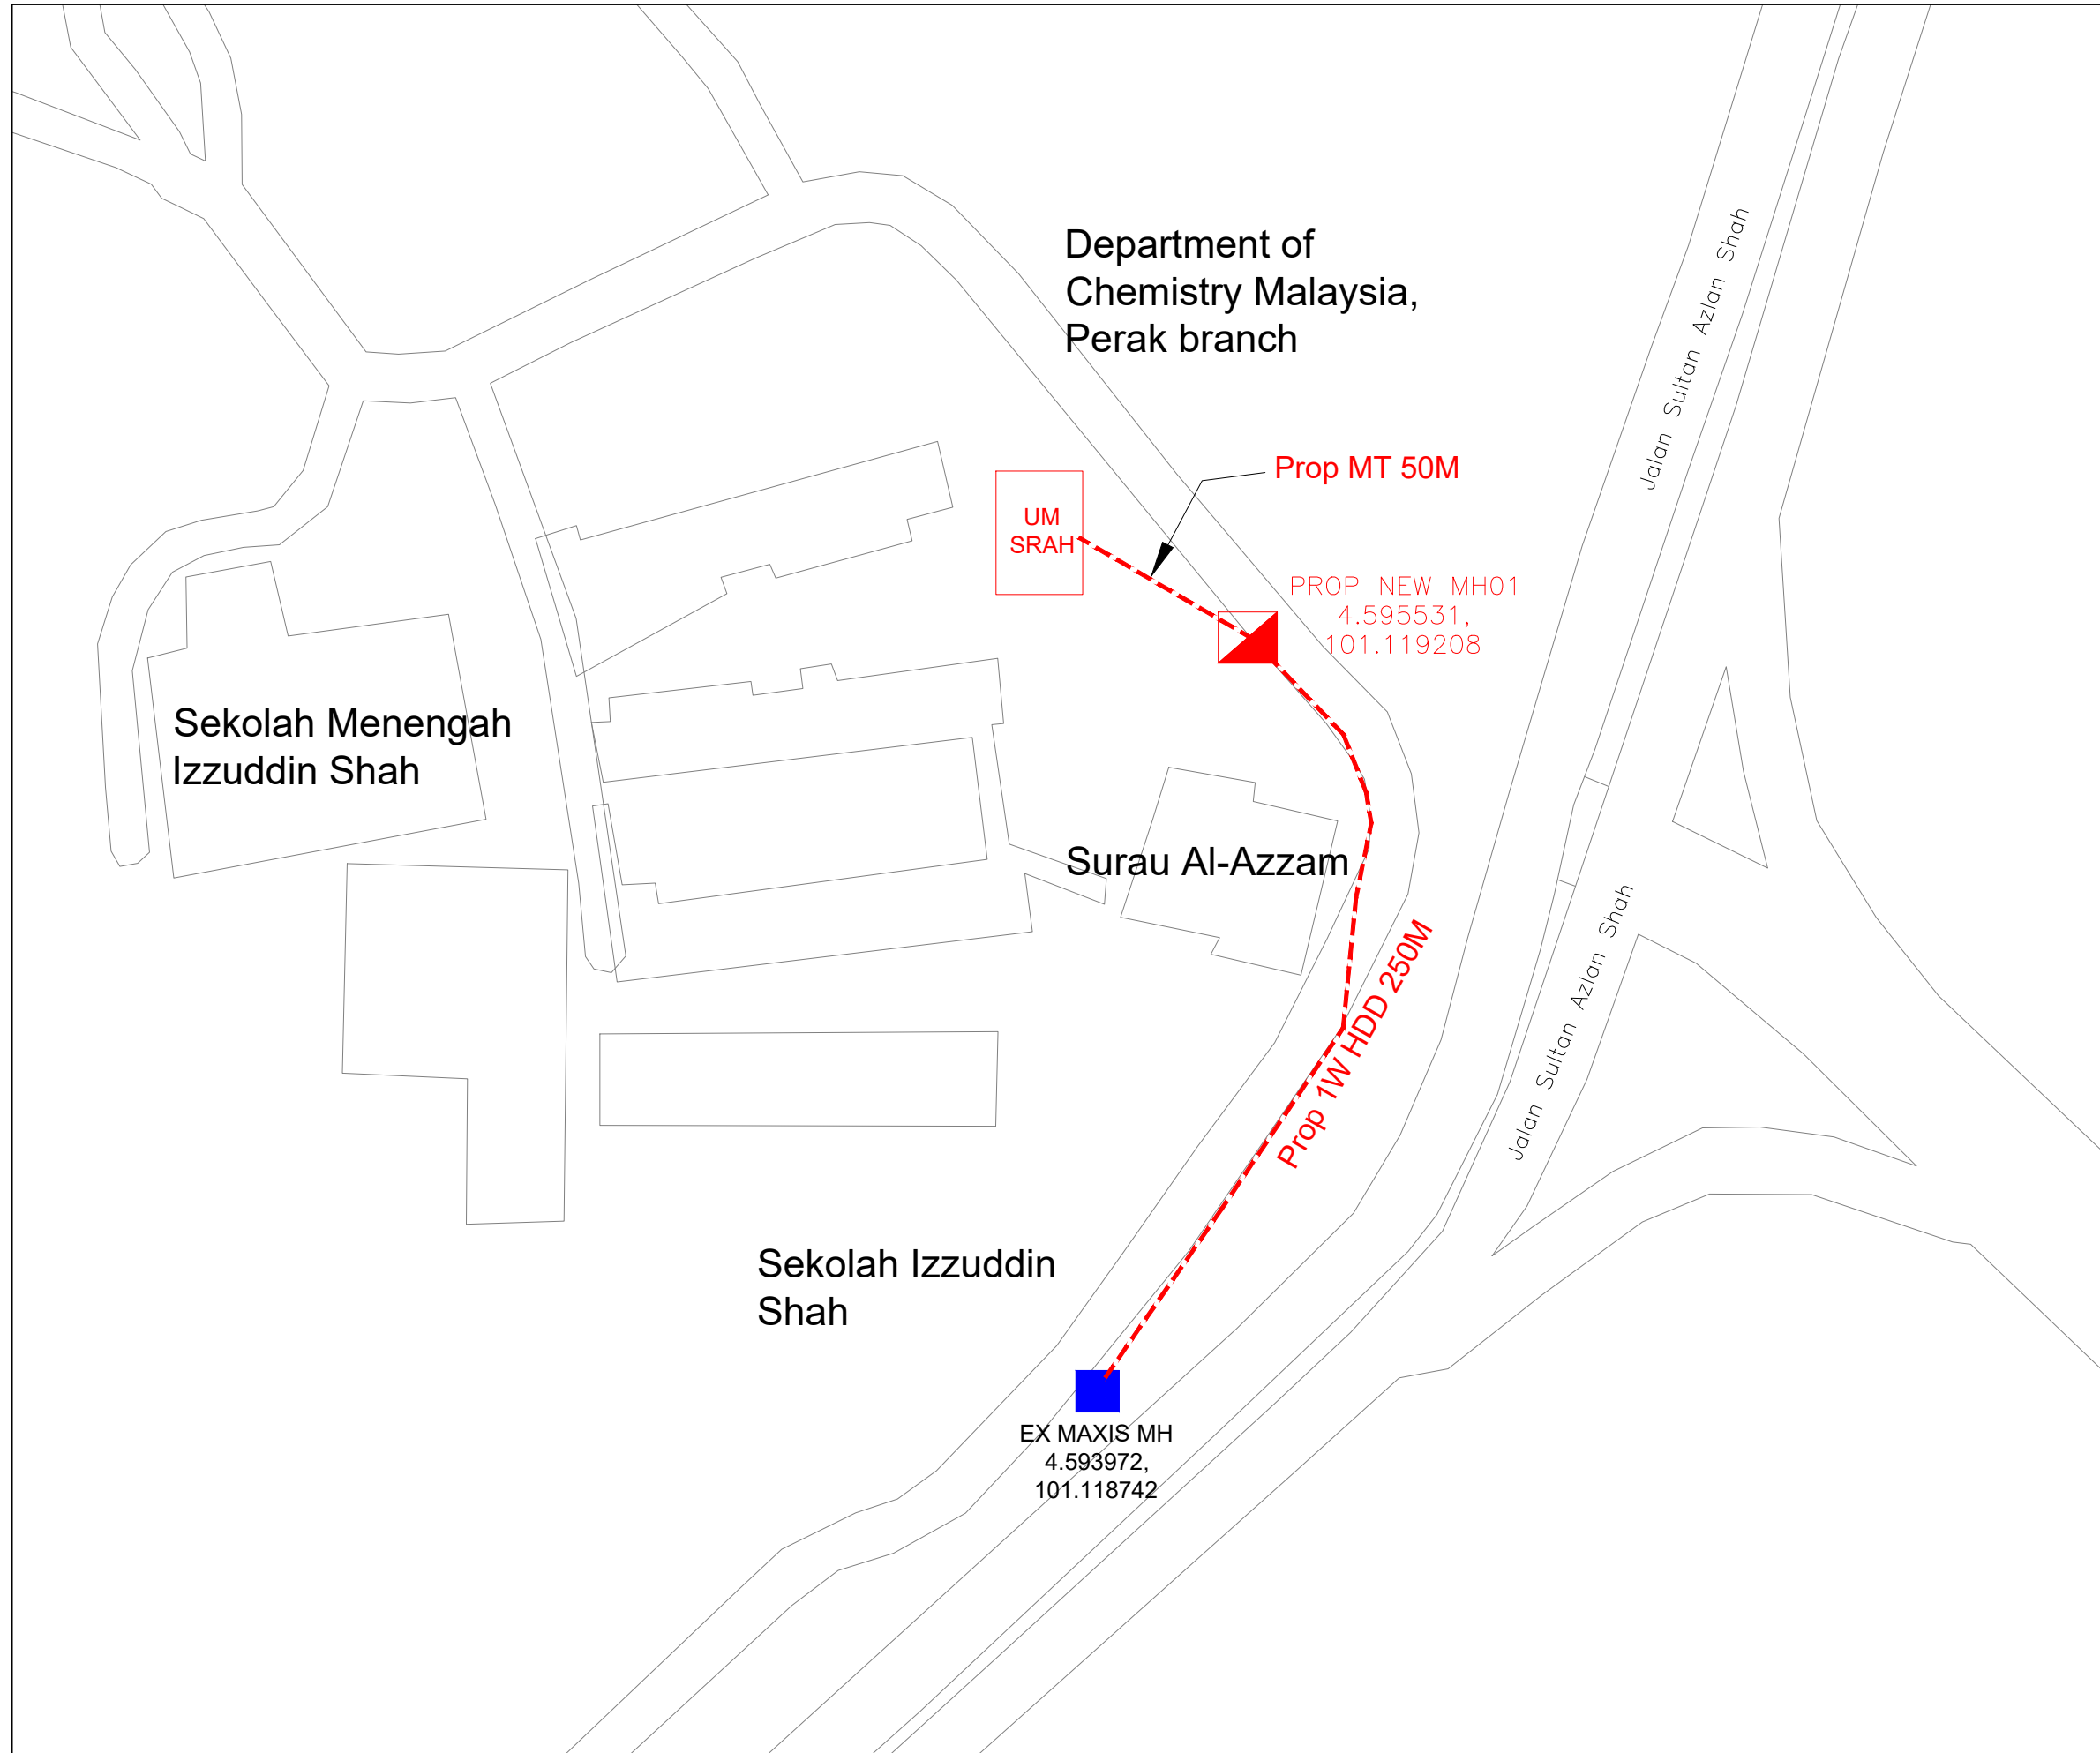 Department of
Chemistry Malaysia,
Perak branch
Jalan Sultan Azlan Shah
Prop MT 50M
UM
SRAH
PROP NEW MH01
4.595531,
101.119208
Sekolah Menengah
Izzuddin Shah
Surau Al-Azzam
Jalan Sultan Azlan Shah
Prop 1W HDD 250M
Sekolah Izzuddin
Shah
EX MAXIS MH
4.593972,
101.118742